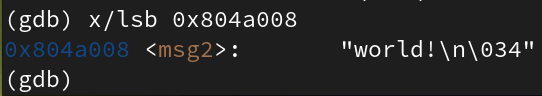 (gdb) x/lsb 0x804a008
0x804a008 <msg2>:	"world!\n\034"
(gdb)